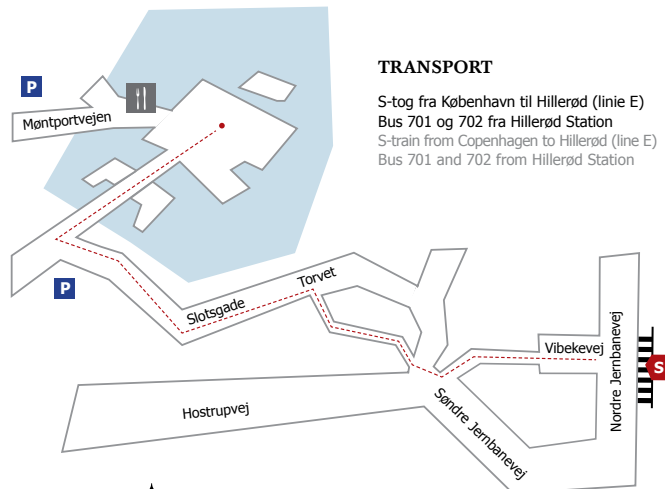 TRANSPORT
S-tog fra København til Hillerød (linie E)
Bus 701 og 702 fra Hillerød Station
S-train from Copenhagen to Hillerød (line E)
Bus 701 and 702 from Hillerød Station
P
Møntportvejen
P
Torvet
Slotsgade
Vibekevej
Nordre Jernbanevej
S
Hostrupvej
Søndre Jernbanevej